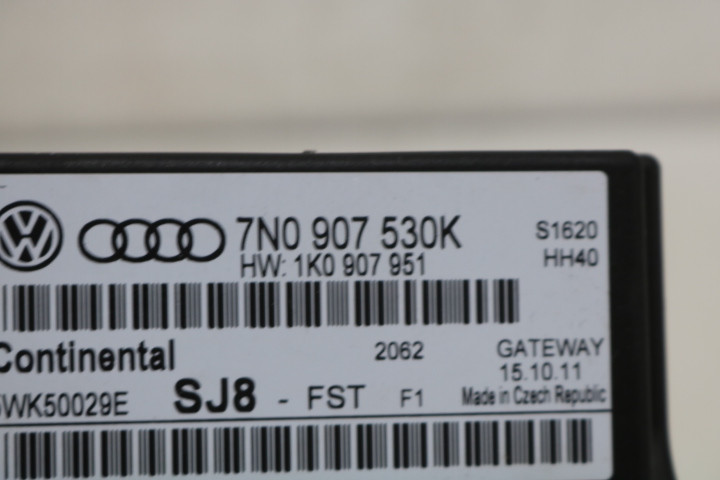 7N0 907 530K S1620
HW: 1K0 907 951 HH40
Continental 2062 GATEWAY
15.10.11
5WK50029E SJ8 - FST F1 Made in Czech Republic